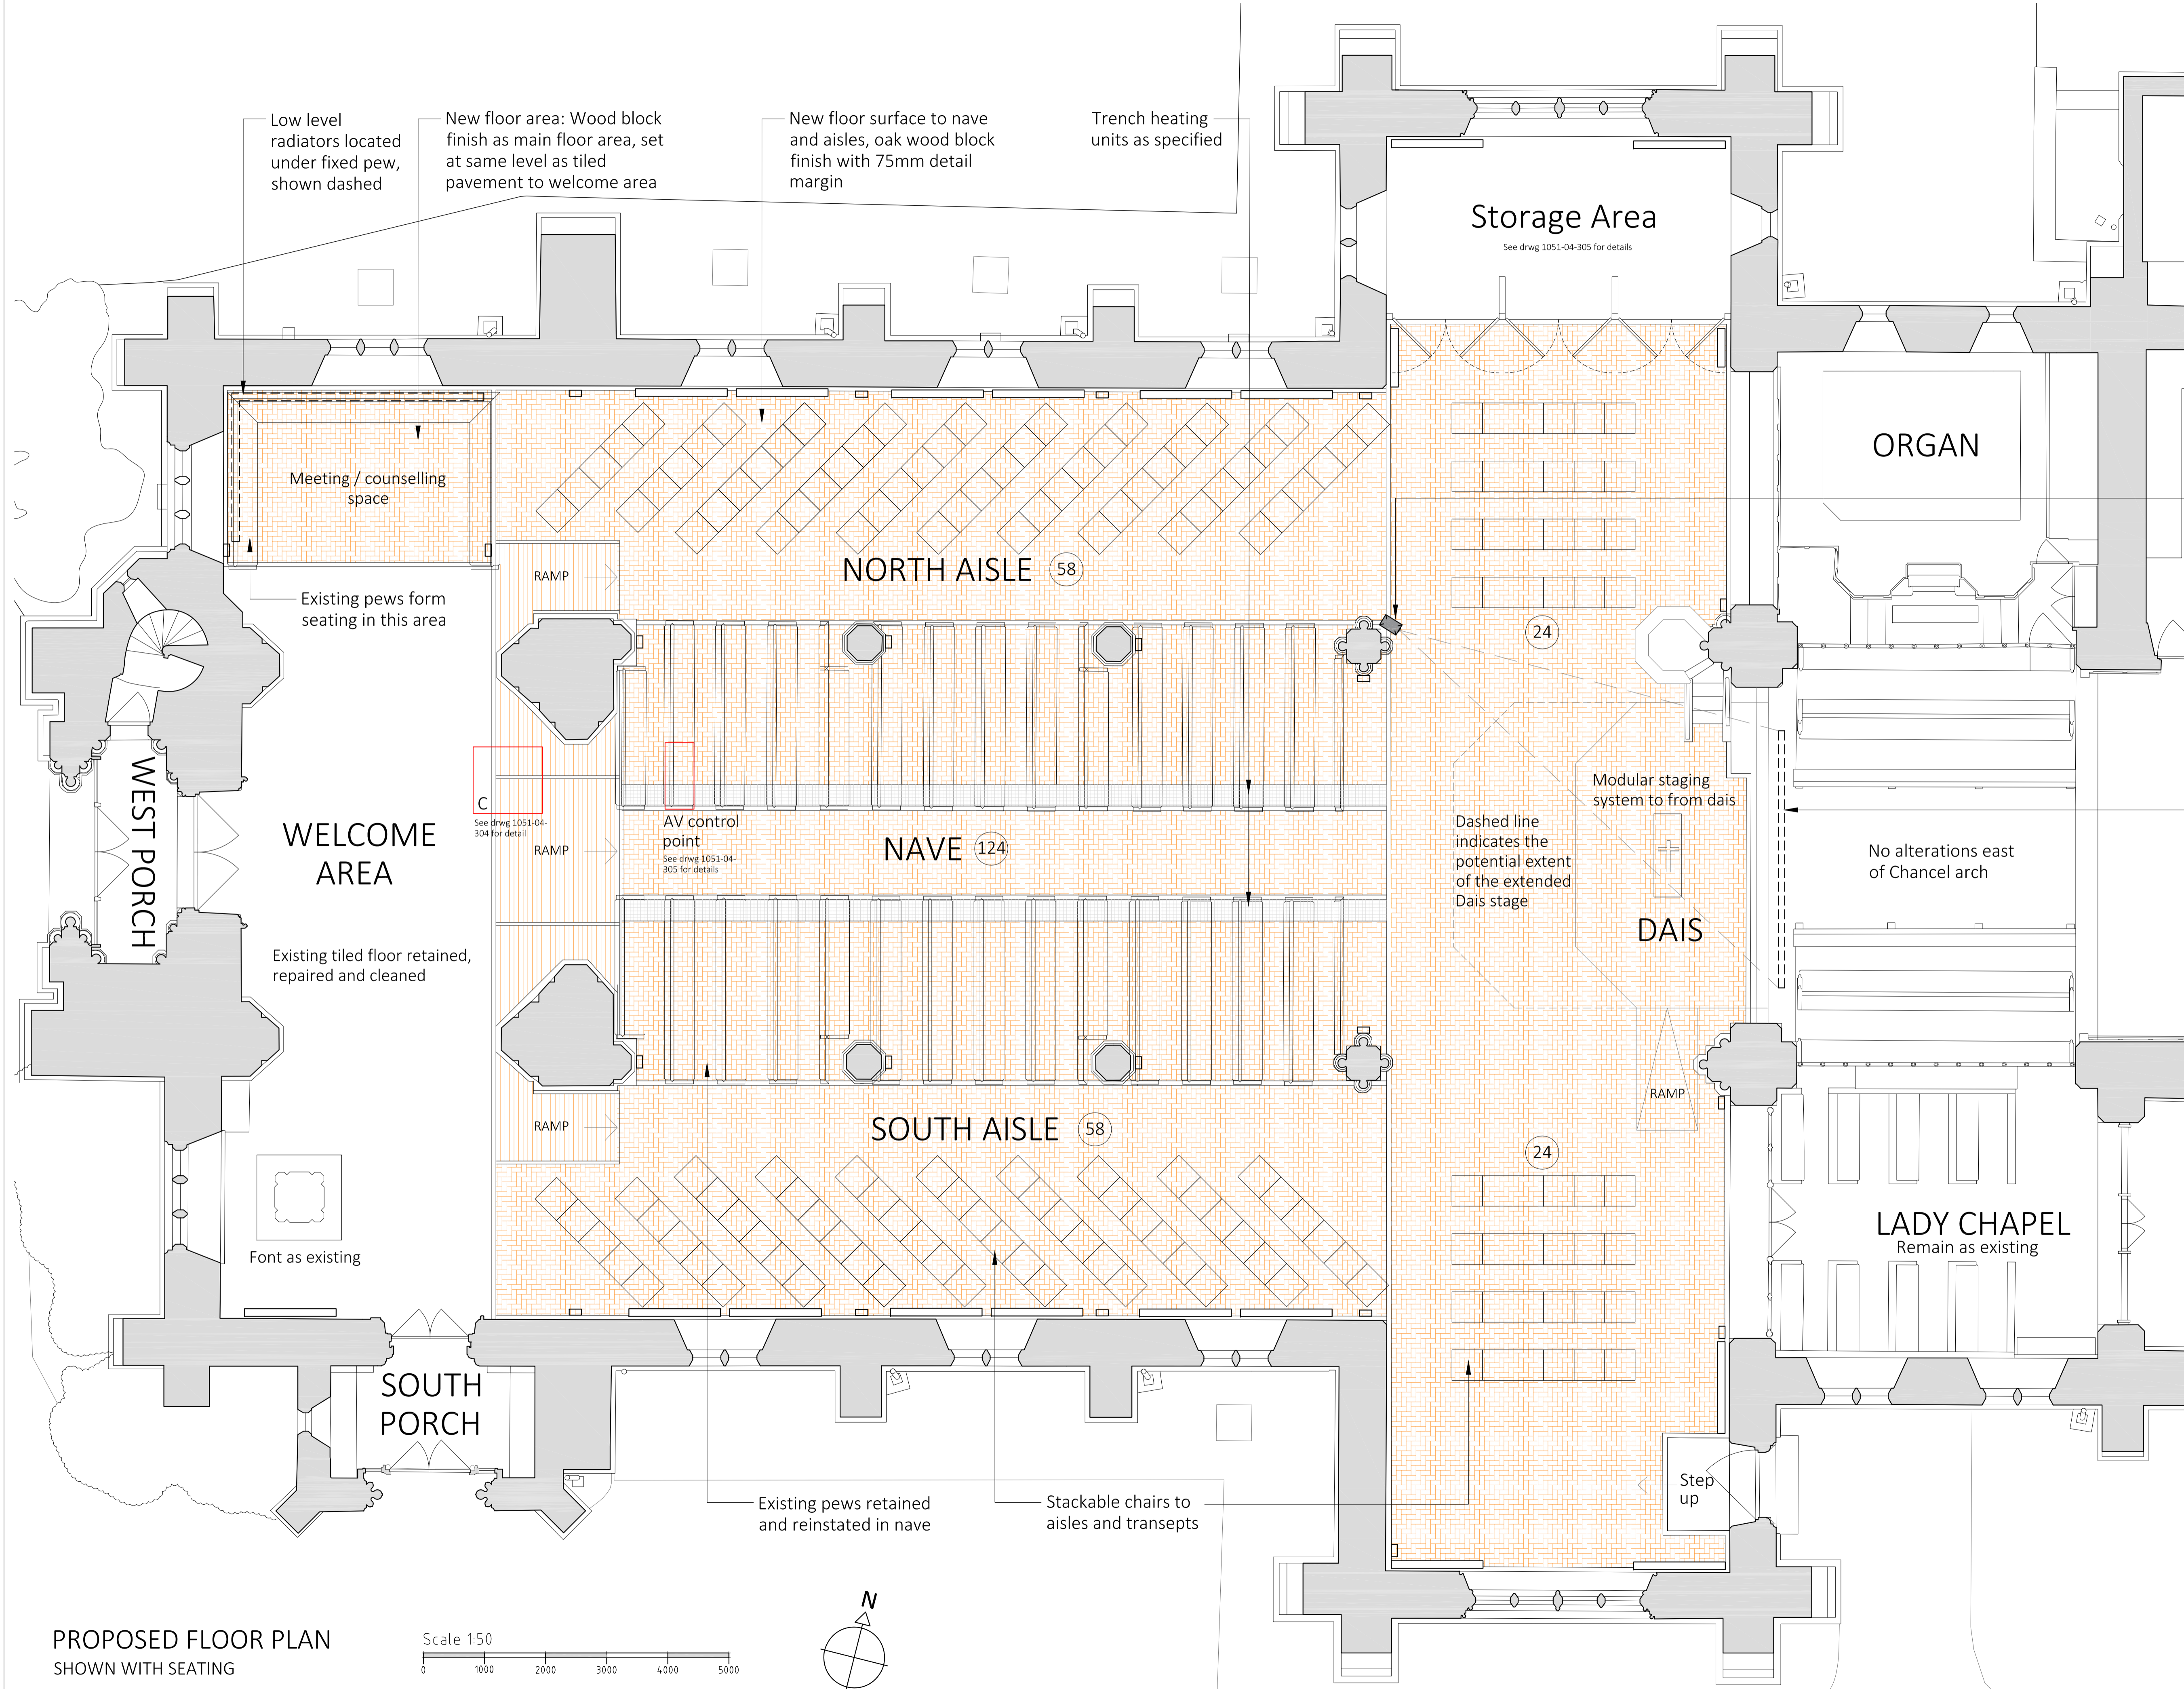 Low level
radiators located
under fixed pew,
shown dashed
New floor area: Wood block
finish as main floor area, set
at same level as tiled
pavement to welcome area
New floor surface to nave
and aisles, oak wood block
finish with 75mm detail
margin
Trench heating
units as specified
Storage Area
See drwg 1051-04-305 for details
ORGAN
Meeting / counselling
space
NORTH AISLE 58
RAMP
Existing pews form
seating in this area
24
WEST PORCH
WELCOME
AREA
C
See drwg 1051-04-
304 for detail
RAMP
AV control
point
See drwg 1051-04-
305 for details
NAVE 124
Modular staging
system to from dais
Dashed line
indicates the
potential extent
of the extended
Dais stage
DAIS
No alterations east
of Chancel arch
Existing tiled floor retained,
repaired and cleaned
RAMP
SOUTH AISLE 58
RAMP
24
Font as existing
LADY CHAPEL
Remain as existing
SOUTH
PORCH
Existing pews retained
and reinstated in nave
Stackable chairs to
aisles and transepts
Step
up
PROPOSED FLOOR PLAN
SHOWN WITH SEATING
Scale 1:50
0 1000 2000 3000 4000 5000
N